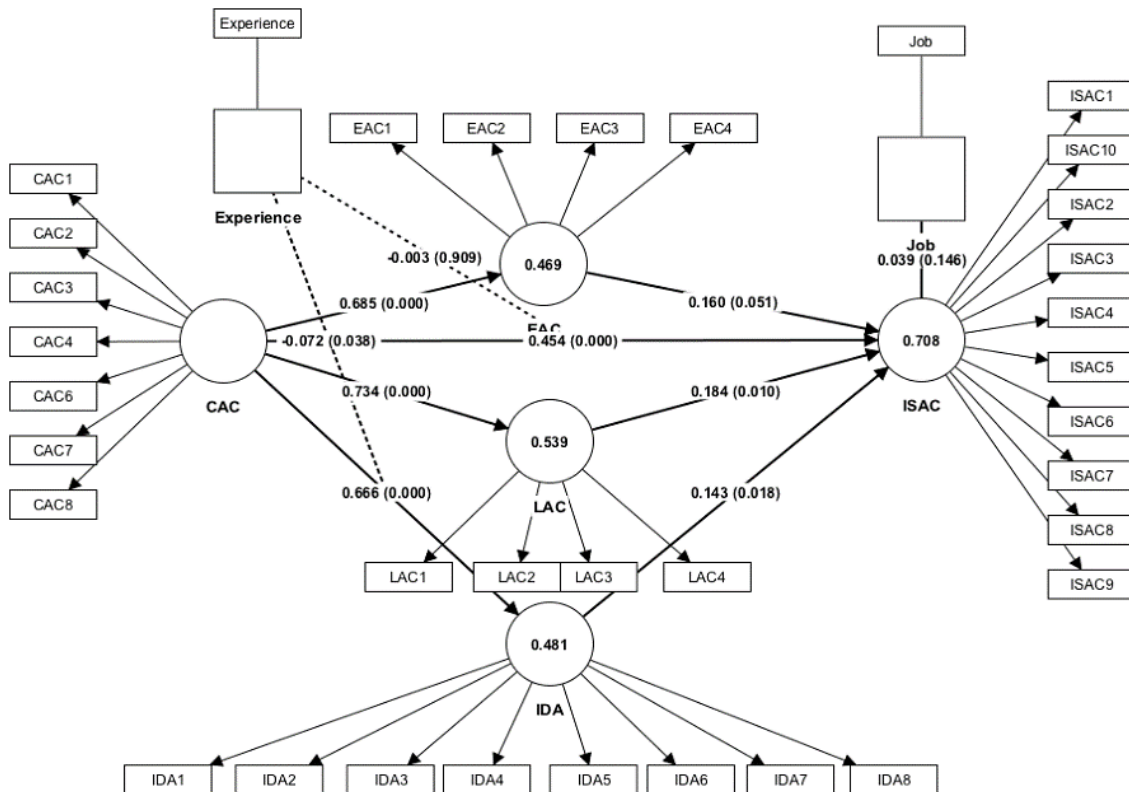 Experience
Job
ISAC1
EAC1
EAC2
EAC3
EAC4
ISAC10
CAC1
ISAC2
Experience
CAC2
Job
-0.003 (0.909)
0.039 (0.146)
ISAC3
0.469
CAC3
0.685 (0.000)
0.160 (0.051)
ISAC4
EAC
CAC4
-0.072 (0.038)
0.454 (0.000)
0.708
ISAC5
CAC6
0.734 (0.000)
0.184 (0.010)
CAC
ISAC
ISAC6
CAC7
0.539
ISAC7
CAC8
0.666 (0.000)
0.143 (0.018)
LAC
ISAC8
LAC1
LAC2
LAC3
LAC4
ISAC9
0.481
IDA
IDA1
IDA2
IDA3
IDA4
IDA5
IDA6
IDA7
IDA8